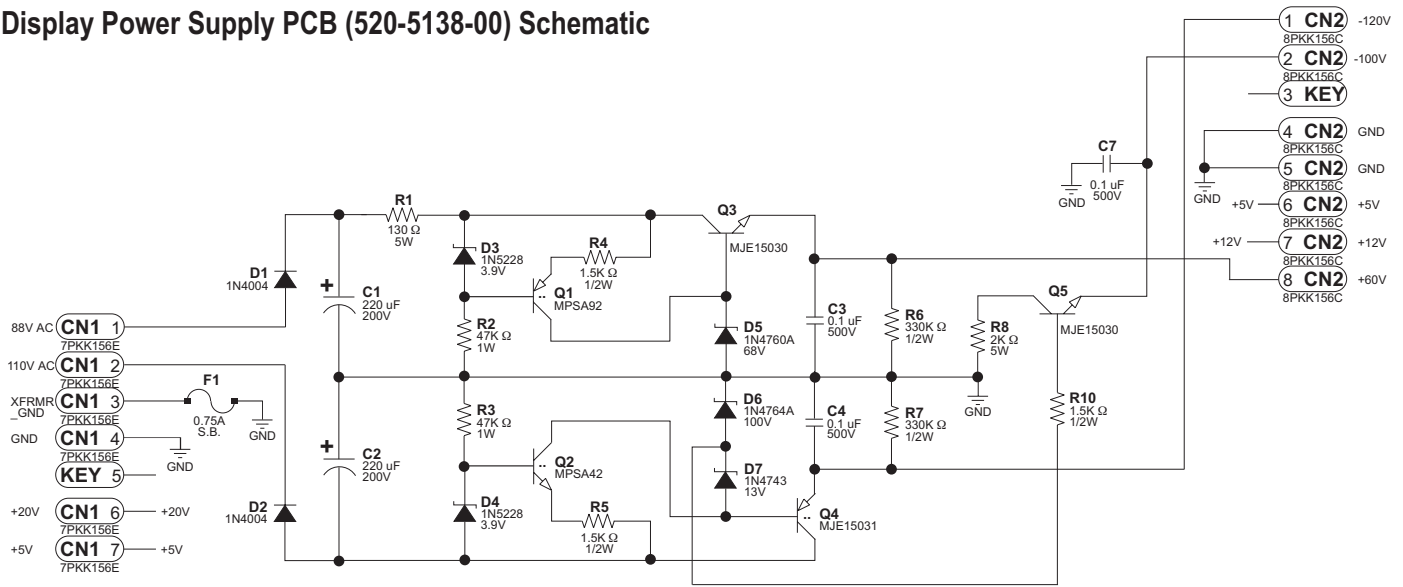 Display Power Supply PCB (520-5138-00) Schematic
1 CN2 -120V
8PKK156C
2 CN2 -100V
8PKK156C
3 KEY
4 CN2 GND
8PKK156C
5 CN2 GND
8PKK156C
GND
+5V 6 CN2 +5V
8PKK156C
+12V 7 CN2 +12V
8PKK156C
8 CN2 +60V
8PKK156C
C7
0.1 uF
500V
GND
R1
130 Ω
5W
D1
1N4004
+
C1
220 uF
200V
D3
1N5228
3.9V
R4
1.5K Ω
1/2W
Q1
MPSA92
Q3
MJE15030
R2
47K Ω
1W
D5
1N4760A
68V
C3
0.1 uF
500V
R6
330K Ω
1/2W
R8
2K Ω
5W
Q5
MJE15030
GND
88V AC CN1 1
7PKK156E
110V AC CN1 2
7PKK156E
XFRMR
_GND
CN1 3
7PKK156E
F1
0.75A
S.B.
GND
GND CN1 4
7PKK156E
GND
KEY 5
+20V CN1 6 +20V
7PKK156E
+5V CN1 7 +5V
7PKK156E
R3
47K Ω
1W
+
C2
220 uF
200V
D2
1N4004
D4
1N5228
3.9V
Q2
MPSA42
R5
1.5K Ω
1/2W
D6
1N4764A
100V
D7
1N4743
13V
C4
0.1 uF
500V
R7
330K Ω
1/2W
Q4
MJE15031
R10
1.5K Ω
1/2W